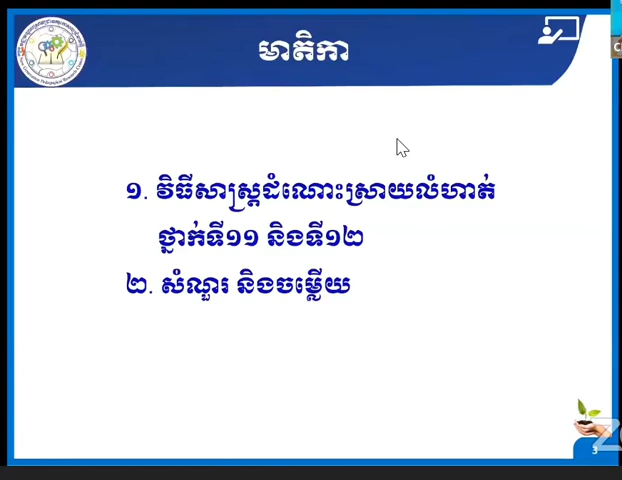 មាតិកា
១. វិធីសាស្ត្រដំណោះស្រាយលំហាត់
ថ្នាក់ទី១១ និងទី១២
២. សំណួរ និងចម្លើយ
3